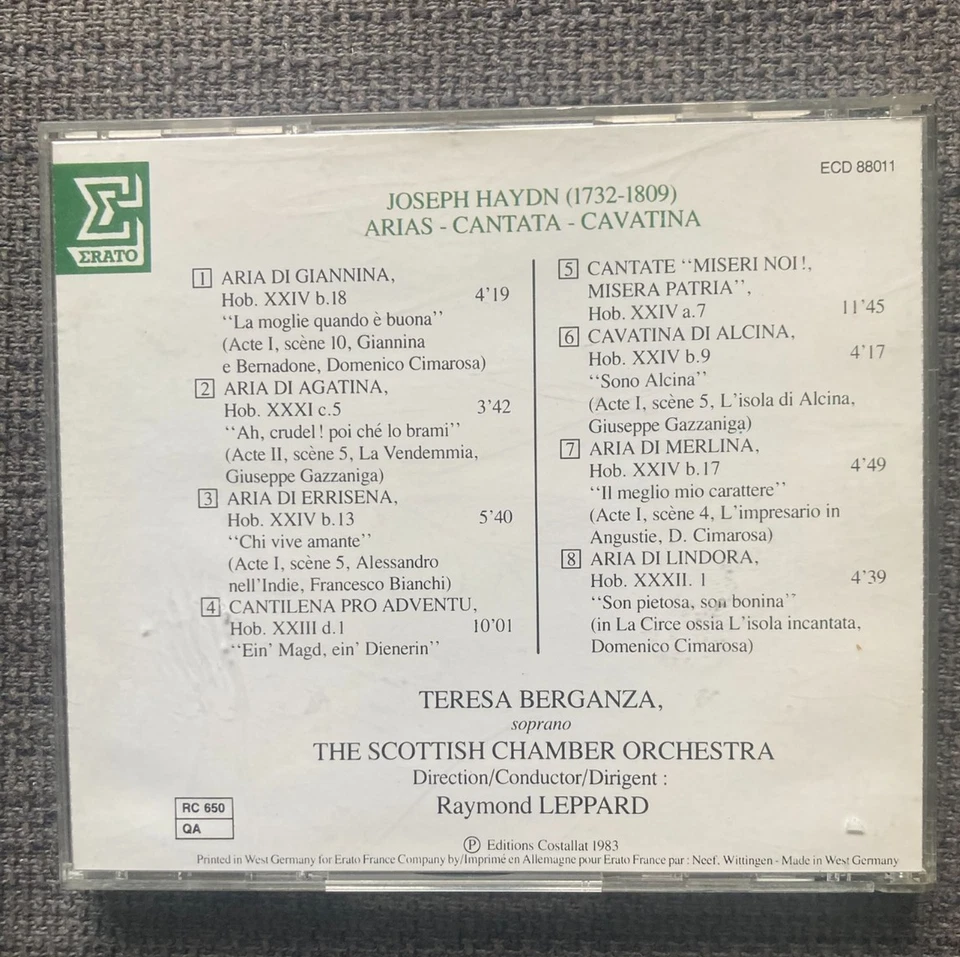 ECD 88011
ΣRATO
JOSEPH HAYDN (1732-1809)
ARIAS - CANTATA - CAVATINA
1 ARIA DI GIANNINA,
Hob. XXIV b.18 4'19
"La moglie quando è buona"
(Acte I, scène 10, Giannina
e Bernadone, Domenico Cimarosa)
2 ARIA DI AGATINA,
Hob. XXXI c.5 3'42
"Ah, crudel! poi ché lo brami"
(Acte II, scène 5, La Vendemmia,
Giuseppe Gazzaniga)
3 ARIA DI ERRISENA,
Hob. XXIV b.13 5'40
"Chi vive amante"
(Acte I, scène 5, Alessandro
nell'Indie, Francesco Bianchi)
4 CANTILENA PRO ADVENTU,
Hob. XXIII d.1 10'01
"Ein' Magd, ein' Dienerin"
5 CANTATE "MISERI NOI!,
MISERA PATRIA",
Hob. XXIV a.7 11'45
6 CAVATINA DI ALCINA,
Hob. XXIV b.9 4'17
"Sono Alcina"
(Acte I, scène 5, L'isola di Alcina,
Giuseppe Gazzaniga)
7 ARIA DI MERLINA,
Hob. XXIV b.17 4'49
"Il meglio mio carattere"
(Acte I, scène 4, L'impresario in
Angustie, D. Cimarosa)
8 ARIA DI LINDORA,
Hob. XXXII. 1 4'39
"Son pietosa, son bonina"
(in La Circe ossia L'isola incantata,
Domenico Cimarosa)
TERESA BERGANZA,
soprano
THE SCOTTISH CHAMBER ORCHESTRA
Direction/Conductor/Dirigent :
Raymond LEPPARD
RC 650
QA
Ⓟ Editions Costallat 1983
Printed in West Germany for Erato France Company by/Imprimé en Allemagne pour Erato France par : Neef. Wittingen - Made in West Germany